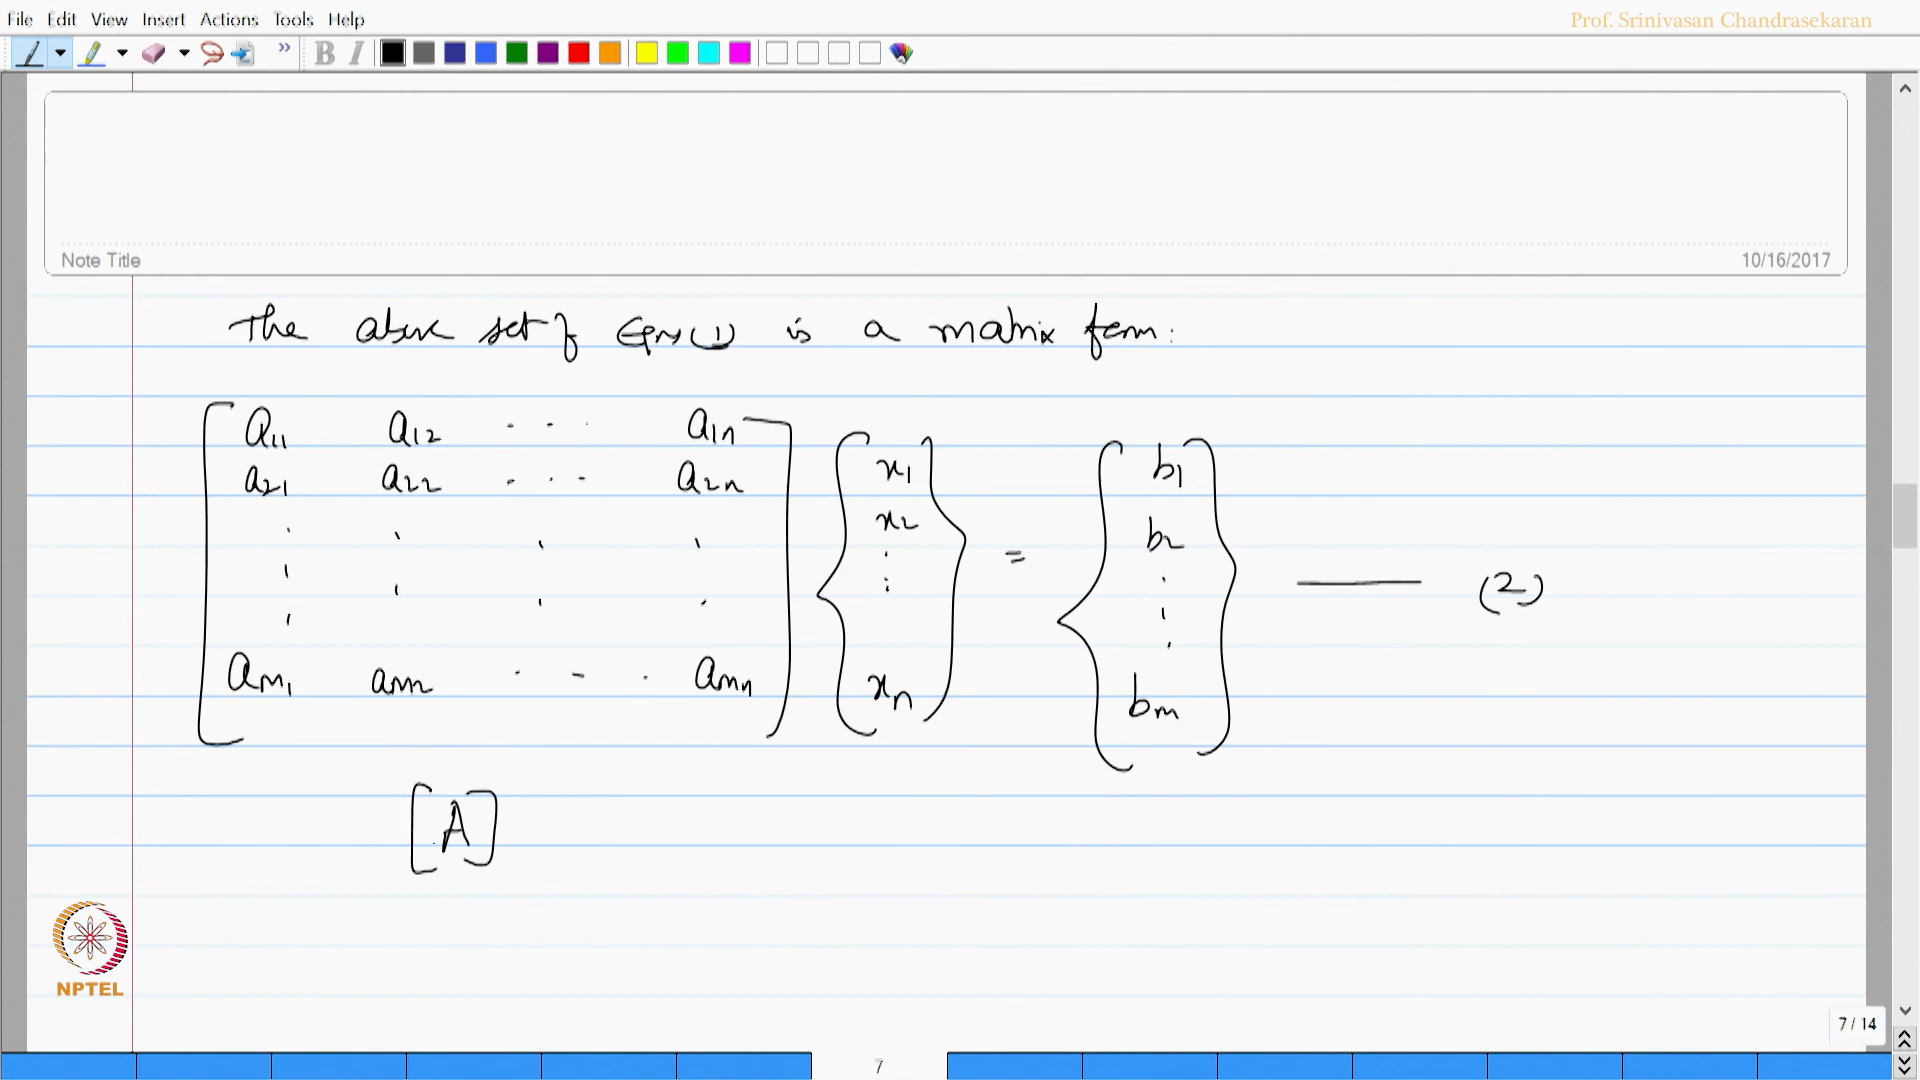 File Edit View Insert Actions Tools Help
Prof. Srinivasan Chandrasekaran
B I
Note Title
10/16/2017
The above set of Eqns (1) is a matrix form:
a11 a12 . . . a1n
a21 a22 . . . a2n
am1 am2 . . . amn
x1
x2
xn
=
b1
b2
bm
(2)
[A]
NPTEL
7 / 14
7